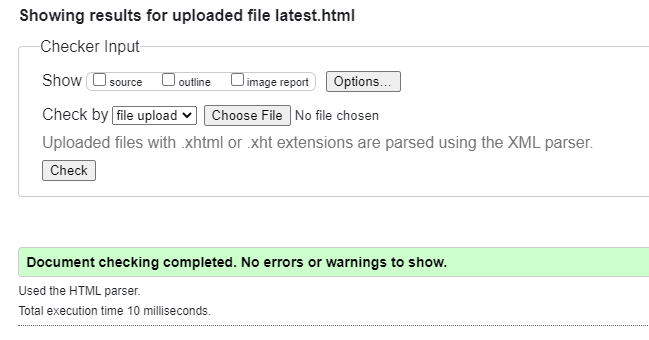 Showing results for uploaded file latest.html
Checker Input
Show source outline image report Options...
Check by file upload Choose File No file chosen
Uploaded files with .xhtml or .xht extensions are parsed using the XML parser.
Check
Document checking completed. No errors or warnings to show.
Used the HTML parser.
Total execution time 10 milliseconds.